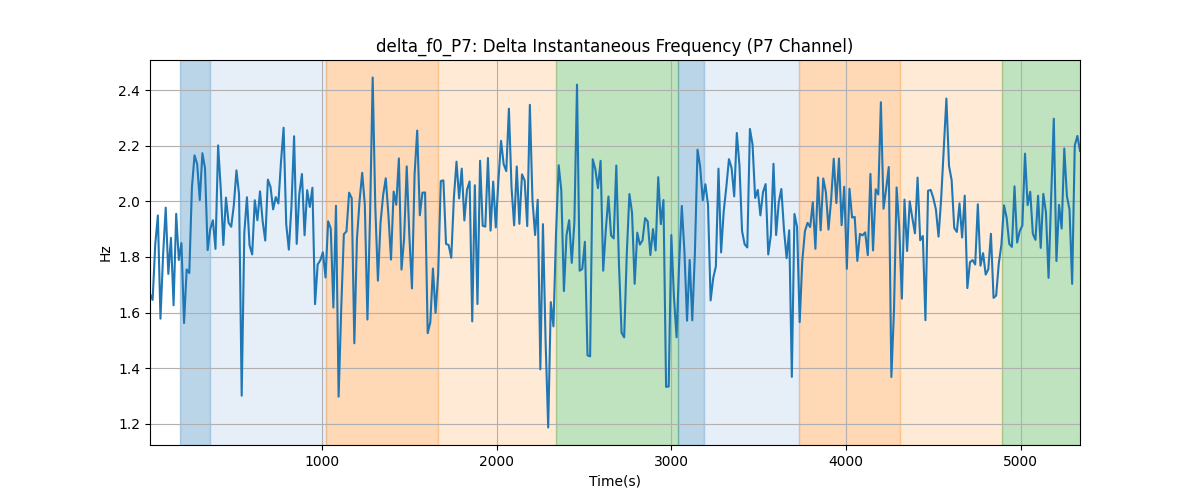 delta_f0_P7: Delta Instantaneous Frequency (P7 Channel)
2.4
2.2
2.0
1.8
1.6
1.4
1.2
Hz
1000 2000 3000 4000 5000
Time(s)